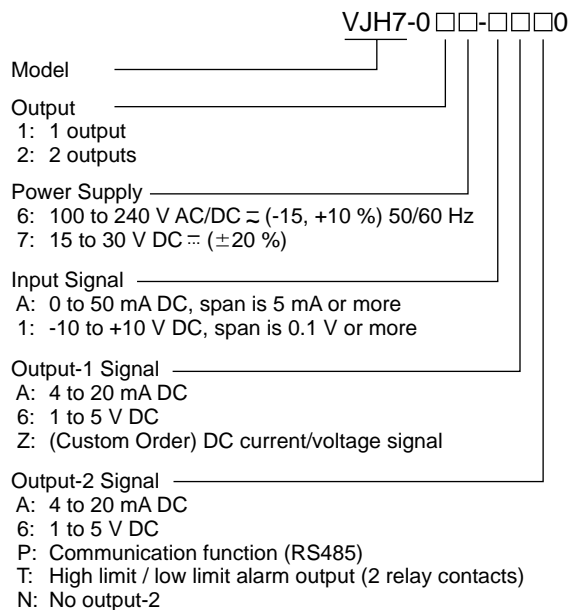 VJH7-0□□-□□□0
Model
Output
1: 1 output
2: 2 outputs
Power Supply
6: 100 to 240 V AC/DC ⎓ (-15, +10 %) 50/60 Hz
7: 15 to 30 V DC ⎓ (±20 %)
Input Signal
A: 0 to 50 mA DC, span is 5 mA or more
1: -10 to +10 V DC, span is 0.1 V or more
Output-1 Signal
A: 4 to 20 mA DC
6: 1 to 5 V DC
Z: (Custom Order) DC current/voltage signal
Output-2 Signal
A: 4 to 20 mA DC
6: 1 to 5 V DC
P: Communication function (RS485)
T: High limit / low limit alarm output (2 relay contacts)
N: No output-2